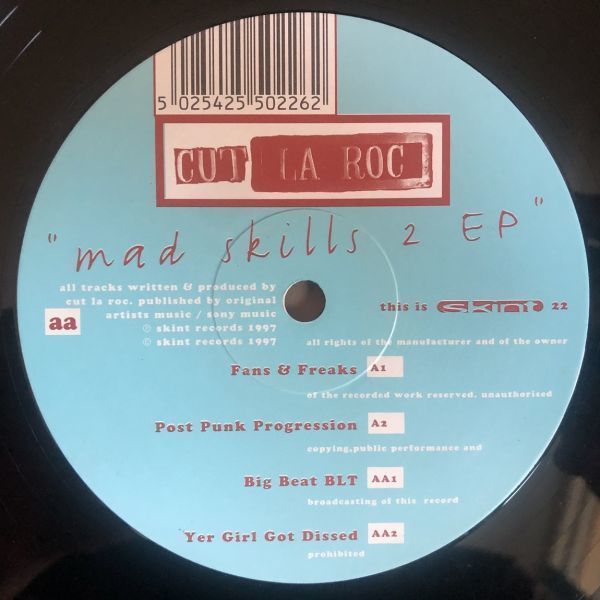 5 025425 502262
CUT LA ROC
"mad skills 2 EP"
all tracks written & produced by
cut la roc. published by original
artists music / sony music
℗ skint records 1997
© skint records 1997
aa
this is skint 22
all rights of the manufacturer and of the owner
Fans & Freaks A1
of the recorded work reserved. unauthorised
Post Punk Progression A2
copying,public performance and
Big Beat BLT AA1
broadcasting of this record
Yer Girl Got Dissed AA2
prohibited